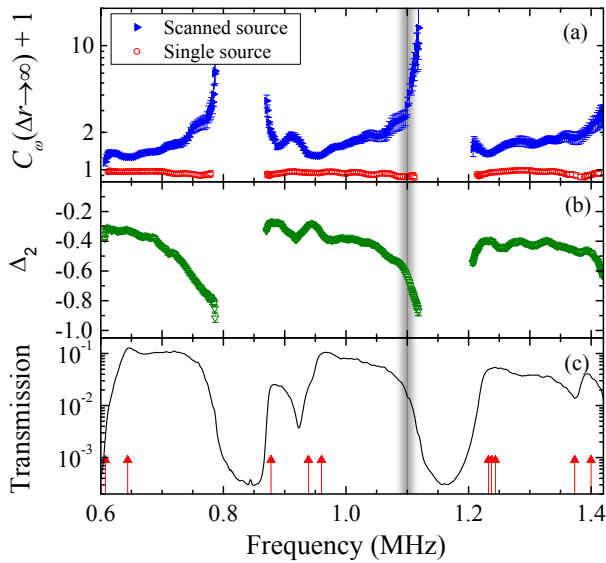 Scanned source
Single source
(a)
10
2
1
C_ω(Δr→∞) + 1
(b)
-0.2
-0.4
-0.6
-0.8
-1.0
Δ₂
(c)
10⁻¹
10⁻²
10⁻³
Transmission
0.6 0.8 1.0 1.2 1.4
Frequency (MHz)